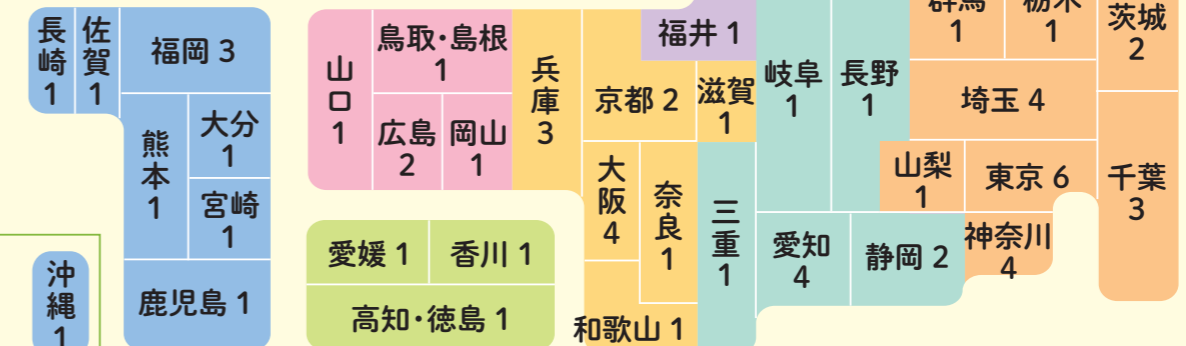 長崎
1
佐賀
1
福岡 3
熊本
1
大分
1
宮崎
1
鹿児島 1
沖縄
1
山口
1
鳥取・島根
1
広島
2
岡山
1
愛媛 1
香川 1
高知・徳島 1
兵庫
3
京都 2
大阪
4
奈良
1
和歌山 1
福井 1
滋賀
1
三重
1
岐阜
1
長野
1
愛知
4
静岡 2
群馬
1
栃木
1
茨城
2
埼玉 4
山梨
1
東京 6
千葉
3
神奈川
4